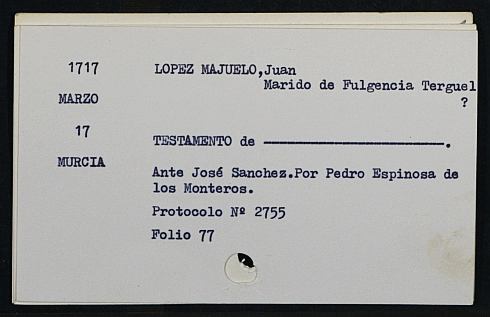 1717
LOPEZ MAJUELO,Juan
Marido de Fulgencia Terguel
MARZO
?
17
TESTAMENTO de ———————————.
MURCIA
Ante José Sanchez.Por Pedro Espinosa de
los Monteros.
Protocolo Nº 2755
Folio 77